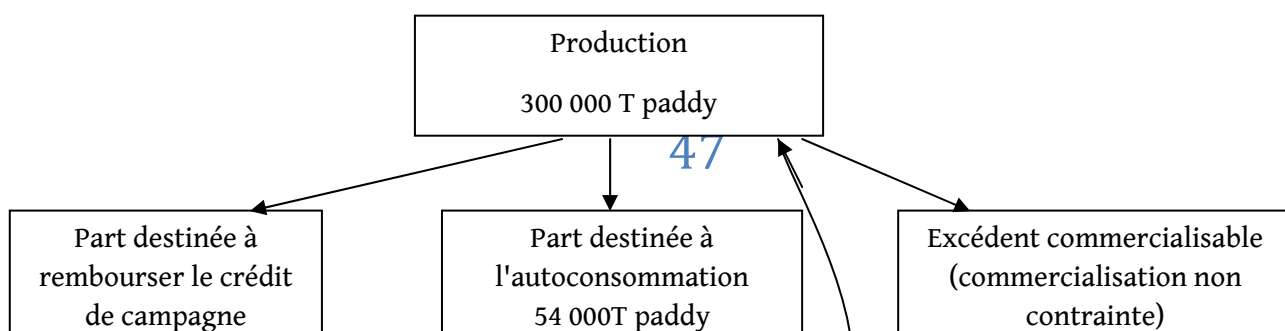 Production
300 000 T paddy
47
Part destinée à
rembourser le crédit
de campagne
Part destinée à
l'autoconsommation
54 000T paddy
Excédent commercialisable
(commercialisation non
contrainte)